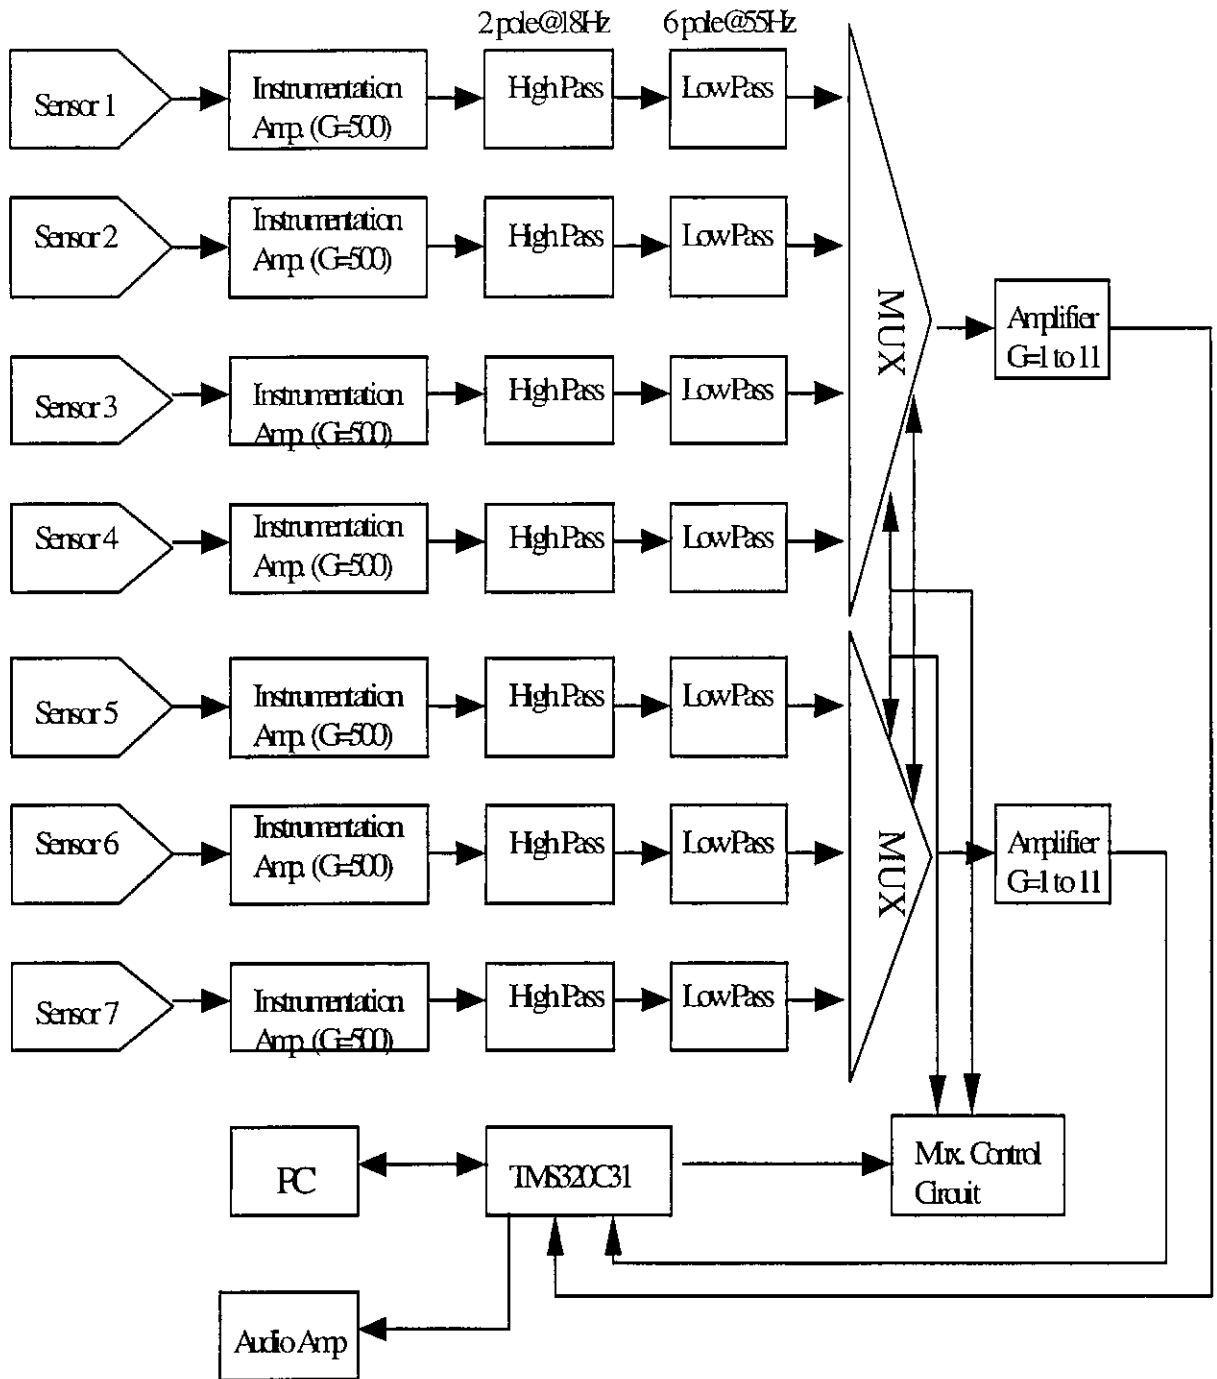 2 pole @ 18Hz
6 pole @ 55Hz
Sensor 1
Instrumentation
Amp. (G=500)
High Pass
Low Pass
Sensor 2
Instrumentation
Amp. (G=500)
High Pass
Low Pass
MUX
Amplifier
G=1 to 11
Sensor 3
Instrumentation
Amp. (G=500)
High Pass
Low Pass
Sensor 4
Instrumentation
Amp. (G=500)
High Pass
Low Pass
Sensor 5
Instrumentation
Amp. (G=500)
High Pass
Low Pass
Sensor 6
Instrumentation
Amp. (G=500)
High Pass
Low Pass
MUX
Amplifier
G=1 to 11
Sensor 7
Instrumentation
Amp. (G=500)
High Pass
Low Pass
PC
TMS320C31
Mux. Control
Circuit
Audio Amp